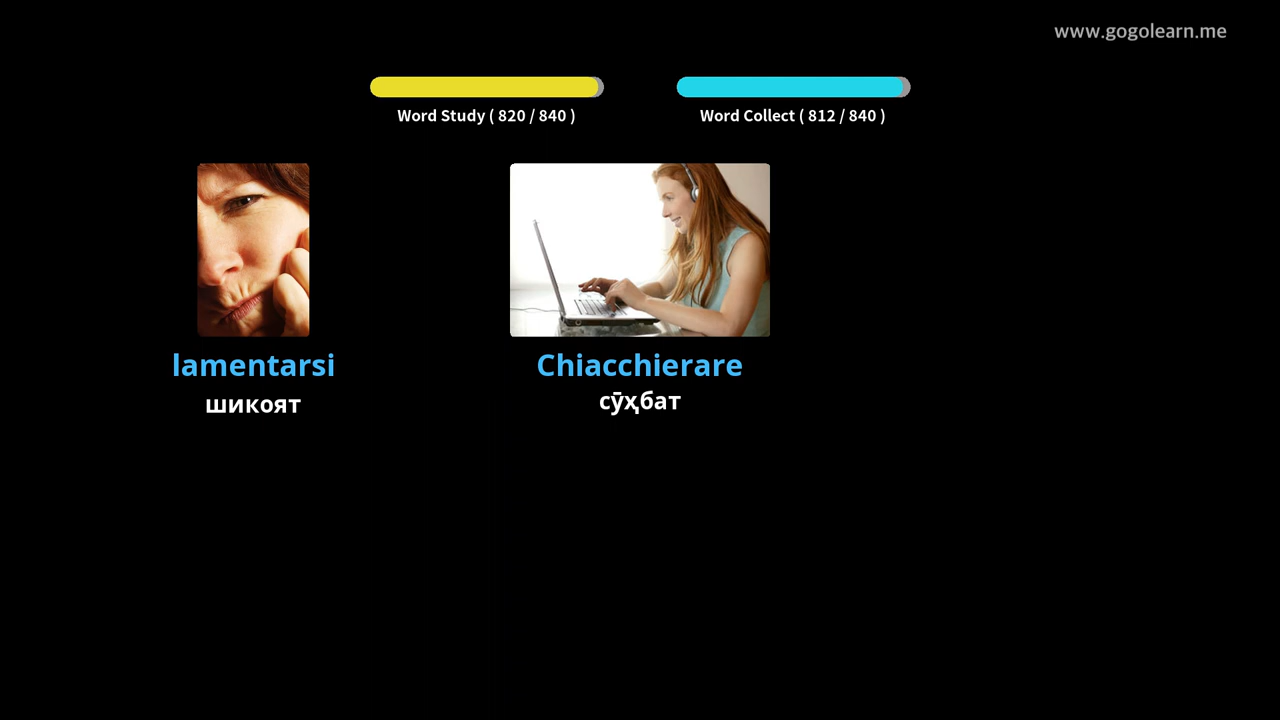 www.gogolearn.me
Word Study ( 820 / 840 )
Word Collect ( 812 / 840 )
lamentarsi
шикоят
Chiacchierare
сӯҳбат